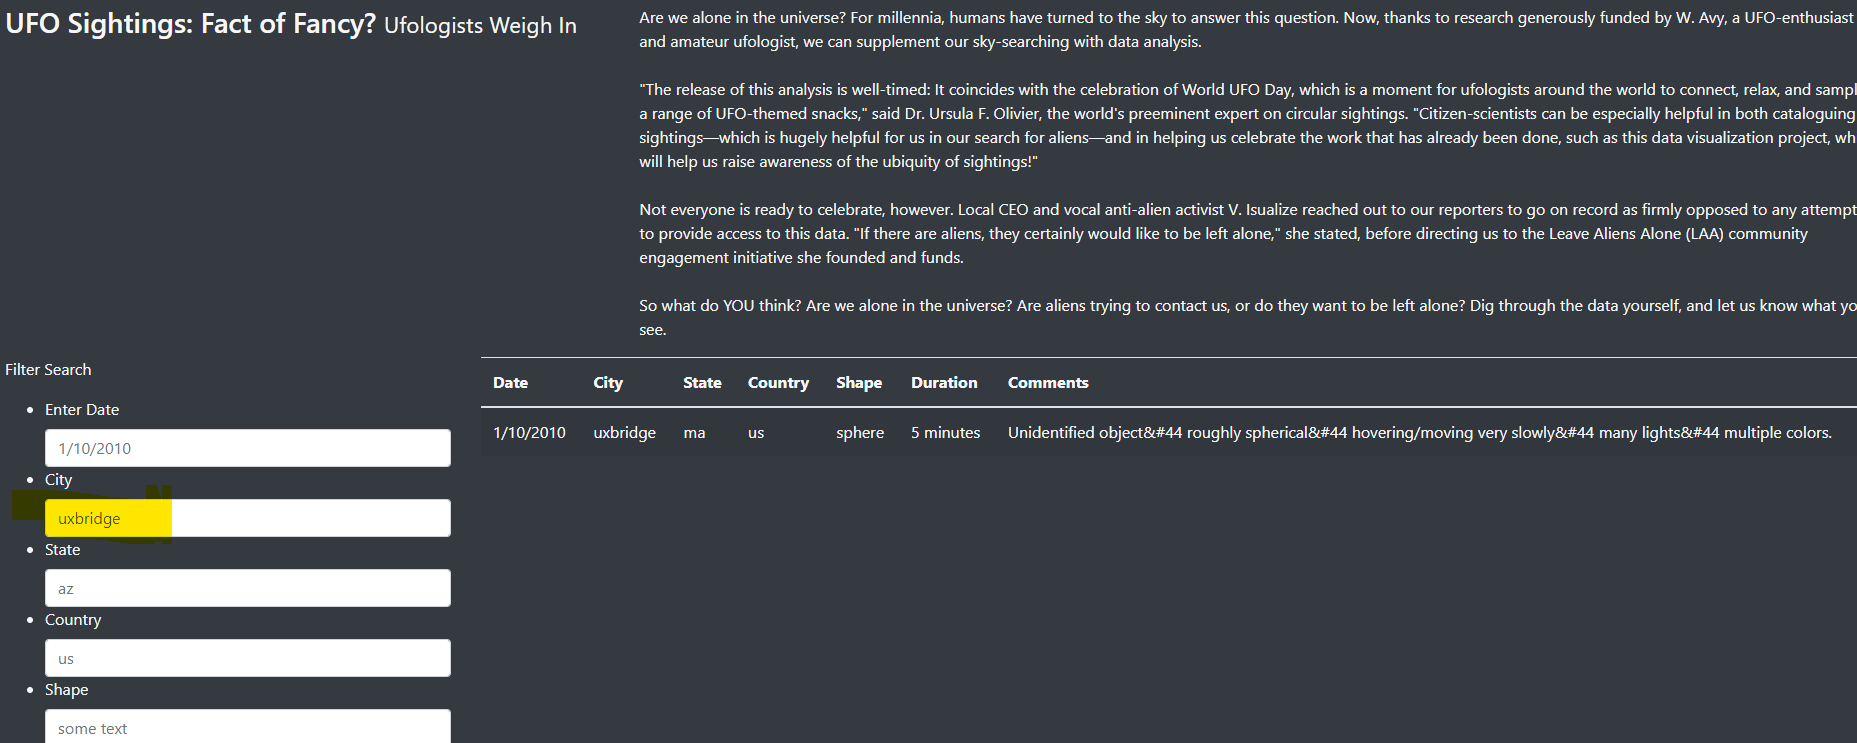 UFO Sightings: Fact of Fancy? Ufologists Weigh In
Are we alone in the universe? For millennia, humans have turned to the sky to answer this question. Now, thanks to research generously funded by W. Avy, a UFO-enthusiast
and amateur ufologist, we can supplement our sky-searching with data analysis.
"The release of this analysis is well-timed: It coincides with the celebration of World UFO Day, which is a moment for ufologists around the world to connect, relax, and
a range of UFO-themed snacks," said Dr. Ursula F. Olivier, the world's preeminent expert on circular sightings. "Citizen-scientists can be especially helpful in both cataloguing
sightings—which is hugely helpful for us in our search for aliens—and in helping us celebrate the work that has already been done, such as this data visualization project,
will help us raise awareness of the ubiquity of sightings!"
Not everyone is ready to celebrate, however. Local CEO and vocal anti-alien activist V. Isualize reached out to our reporters to go on record as firmly opposed to any attempt
to provide access to this data. "If there are aliens, they certainly would like to be left alone," she stated, before directing us to the Leave Aliens Alone (LAA) community
engagement initiative she founded and funds.
So what do YOU think? Are we alone in the universe? Are aliens trying to contact us, or do they want to be left alone? Dig through the data yourself, and let us know what
see.
Filter Search
Enter Date
1/10/2010
City
uxbridge
State
az
Country
us
Shape
some text
Date City State Country Shape Duration Comments
1/10/2010 uxbridge ma us sphere 5 minutes Unidentified object&#44 roughly spherical&#44 hovering/moving very slowly&#44 many lights&#44 multiple colors.